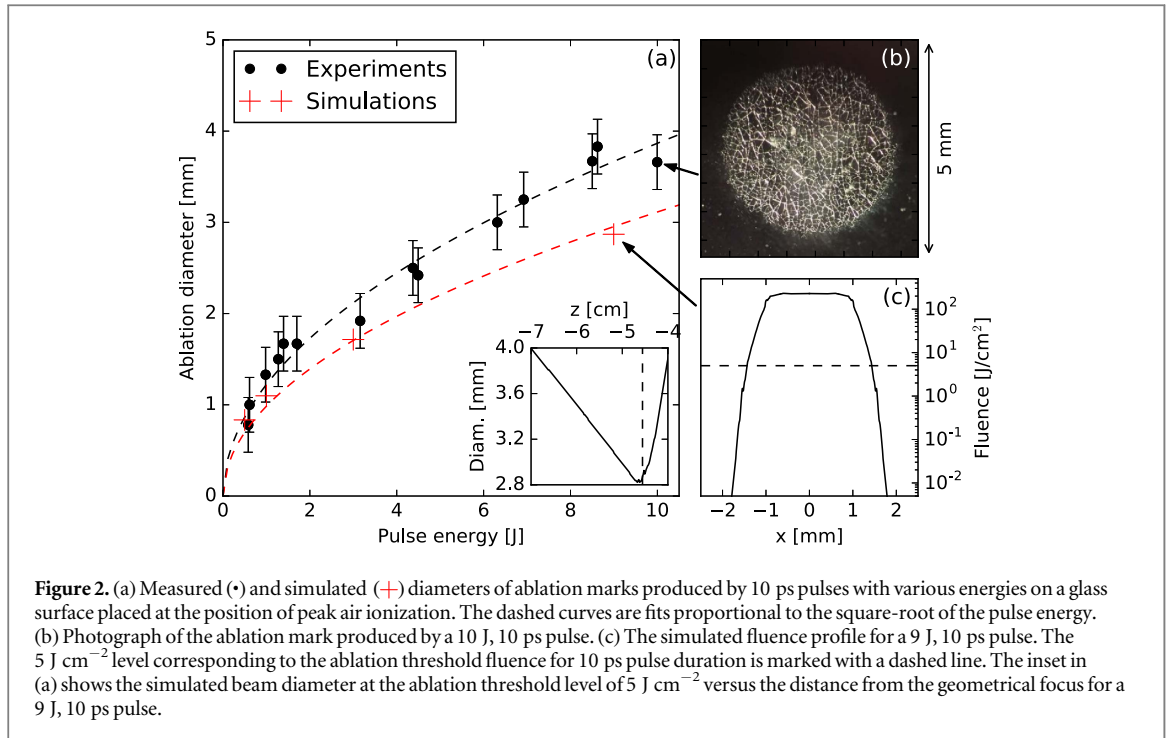 5
4
3
2
1
0
Ablation diameter [mm]
Experiments
Simulations
(a)
0
2
4
6
8
10
Pulse energy [J]
z [cm]
−7
−6
−5
−4
4.0
3.6
3.2
2.8
Diam. [mm]
(b)
5 mm
(c)
10²
10¹
10⁰
10⁻¹
10⁻²
Fluence [J/cm²]
−2
−1
0
1
2
x [mm]
Figure 2. (a) Measured (•) and simulated (+) diameters of ablation marks produced by 10 ps pulses with various energies on a glass
surface placed at the position of peak air ionization. The dashed curves are fits proportional to the square-root of the pulse energy.
(b) Photograph of the ablation mark produced by a 10 J, 10 ps pulse. (c) The simulated fluence profile for a 9 J, 10 ps pulse. The
5 J cm⁻² level corresponding to the ablation threshold fluence for 10 ps pulse duration is marked with a dashed line. The inset in
(a) shows the simulated beam diameter at the ablation threshold level of 5 J cm⁻² versus the distance from the geometrical focus for a
9 J, 10 ps pulse.